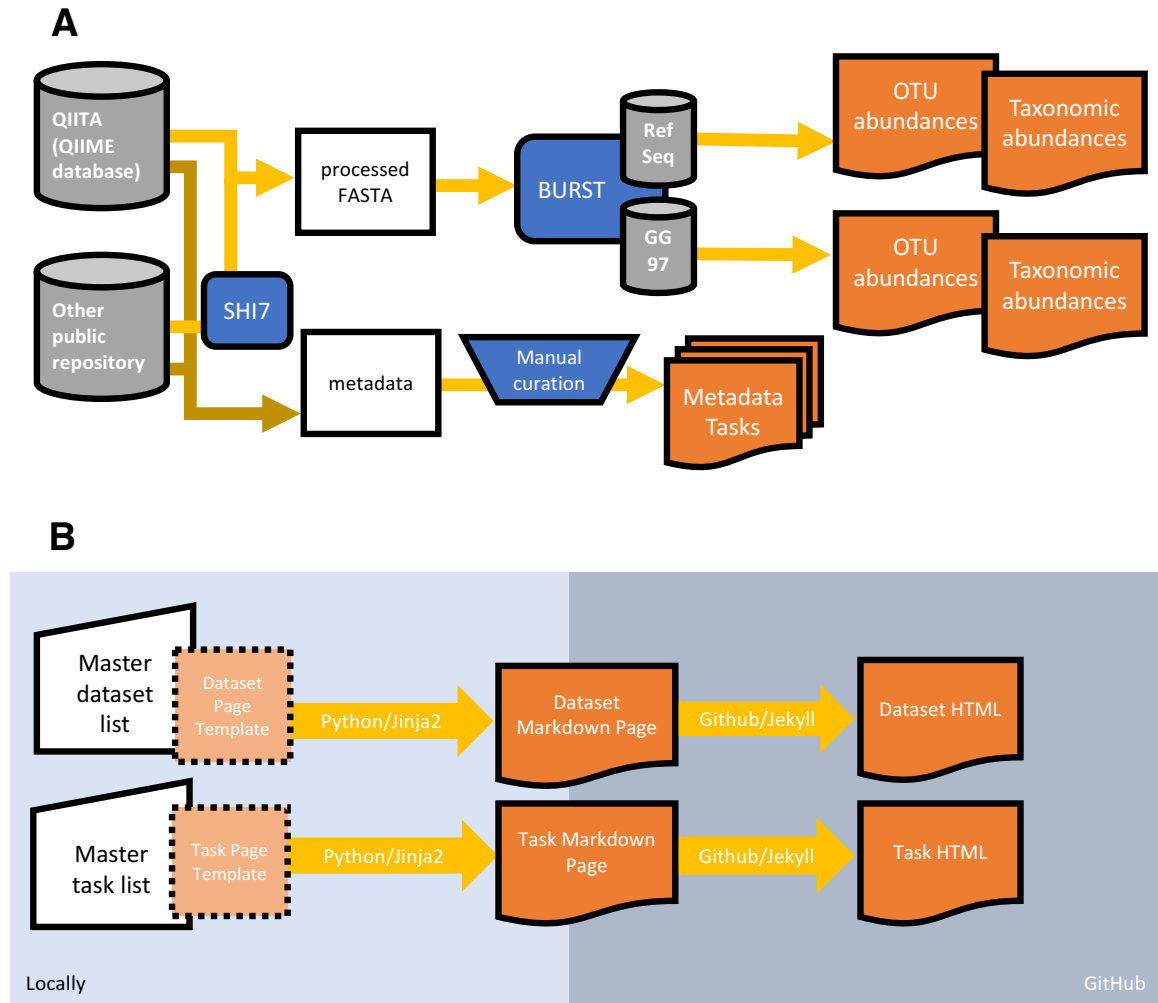 A
QIITA
(QIIME
database)
processed
FASTA
BURST
Ref
Seq
GG
97
OTU
abundances
Taxonomic
abundances
OTU
abundances
Taxonomic
abundances
Other
public
repository
SHI7
metadata
Manual
curation
Metadata
Tasks
B
Master
dataset
list
Dataset
Page
Template
Python/Jinja2
Dataset
Markdown Page
Github/Jekyll
Dataset HTML
Master
task list
Task Page
Template
Python/Jinja2
Task Markdown
Page
Github/Jekyll
Task HTML
Locally
GitHub